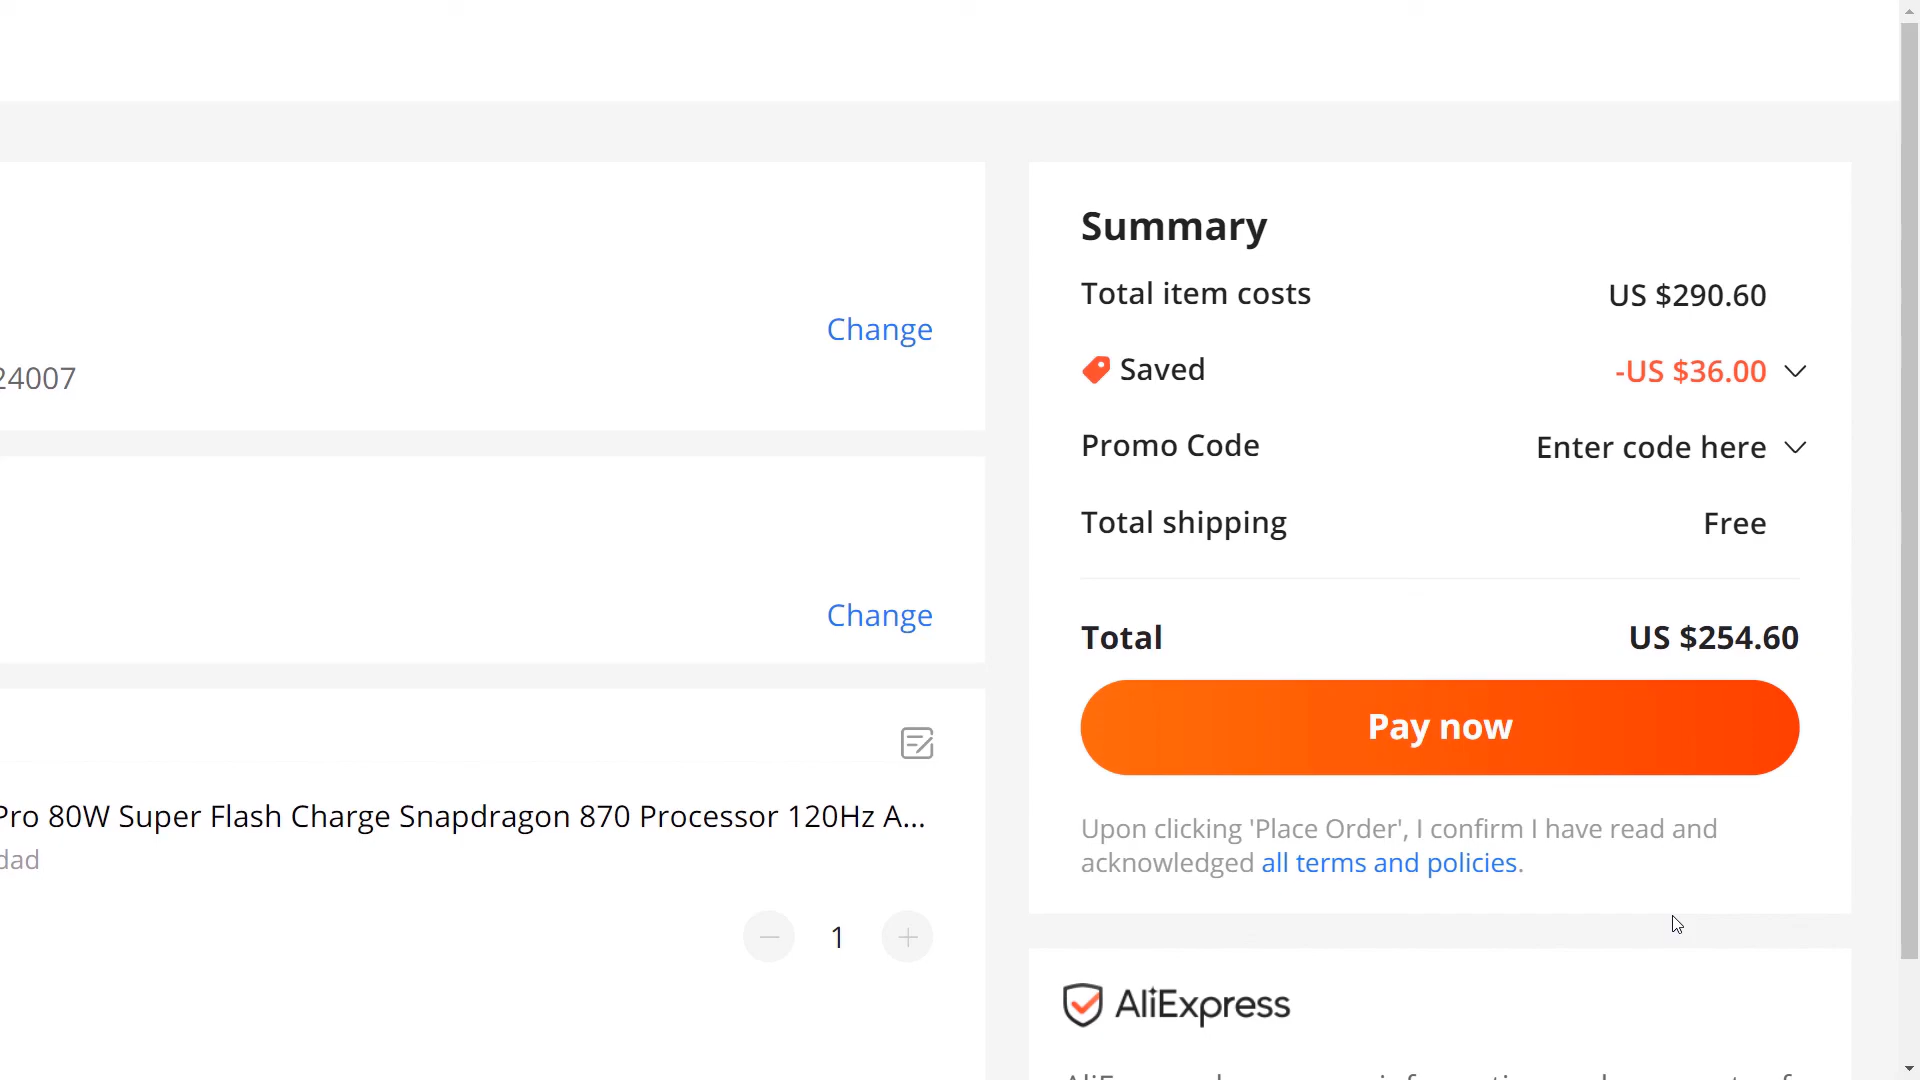 Change
24007
Change
Pro 80W Super Flash Charge Snapdragon 870 Processor 120Hz A...
dad
1
Summary
Total item costs US $290.60
Saved -US $36.00
Promo Code Enter code here
Total shipping Free
Total US $254.60
Pay now
Upon clicking 'Place Order', I confirm I have read and
acknowledged all terms and policies.
AliExpress